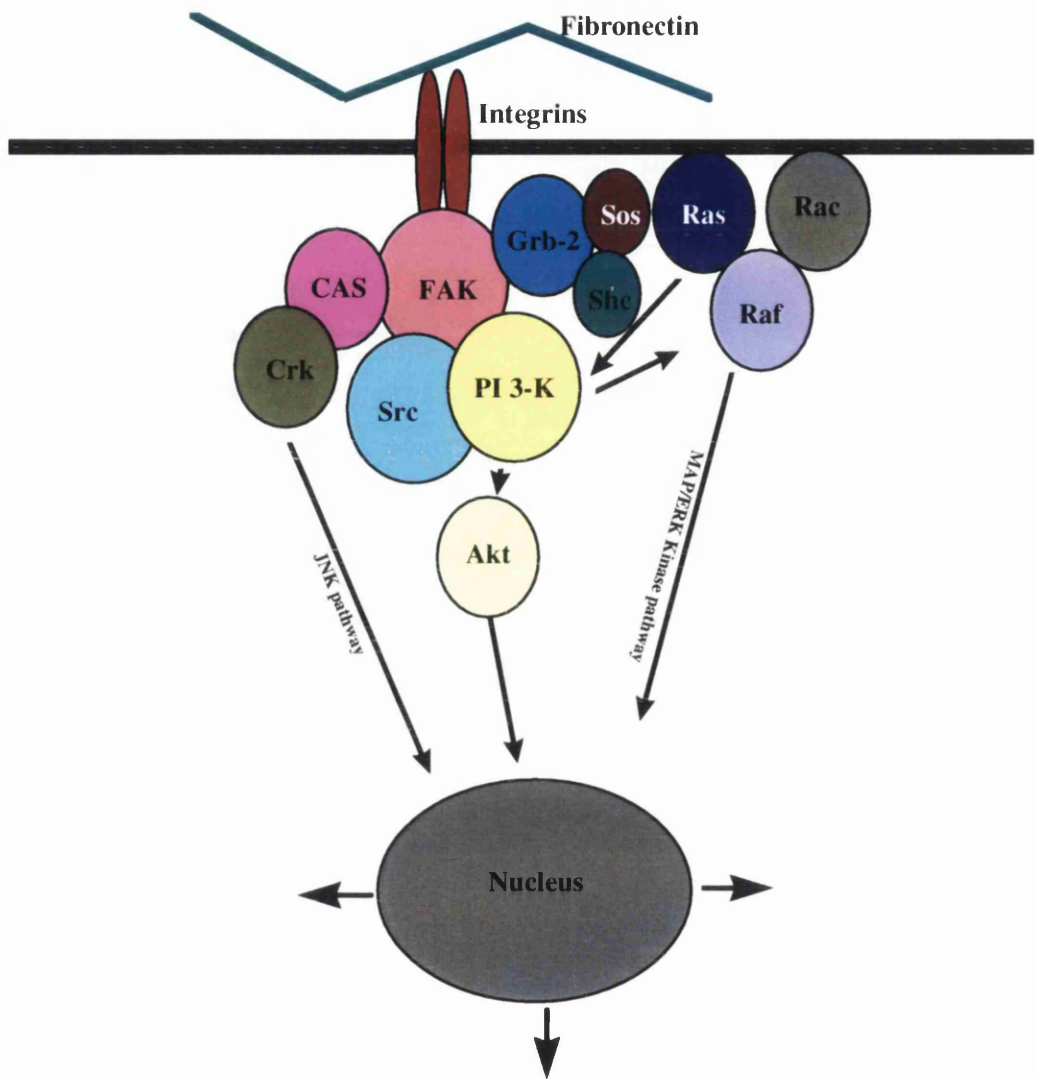 Fibronectin
Integrins
Sos
Ras
Rac
Grb-2
CAS
FAK
Shc
Raf
Crk
PI 3-K
Src
Akt
JNK pathway
MAP/ERK Kinase pathway
Nucleus